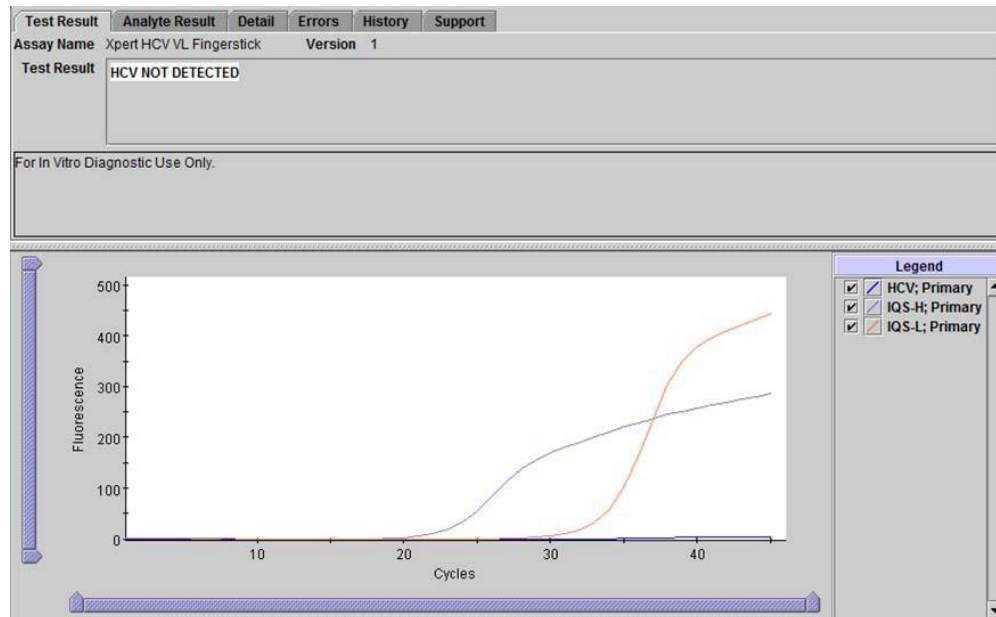 Test Result Analyte Result Detail Errors History Support
Assay Name Xpert HCV VL Fingerstick Version 1
Test Result HCV NOT DETECTED
For In Vitro Diagnostic Use Only.
500
400
300
200
100
0
Fluorescence
10 20 30 40
Cycles
Legend
HCV; Primary
IQS-H; Primary
IQS-L; Primary